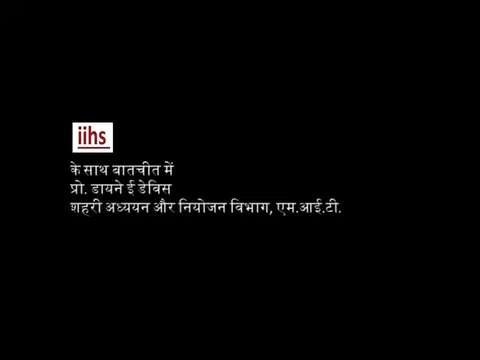 iihs
के साथ बातचीत में
प्रो. डायने ई डेविस
शहरी अध्ययन और नियोजन विभाग, एम.आई.टी.